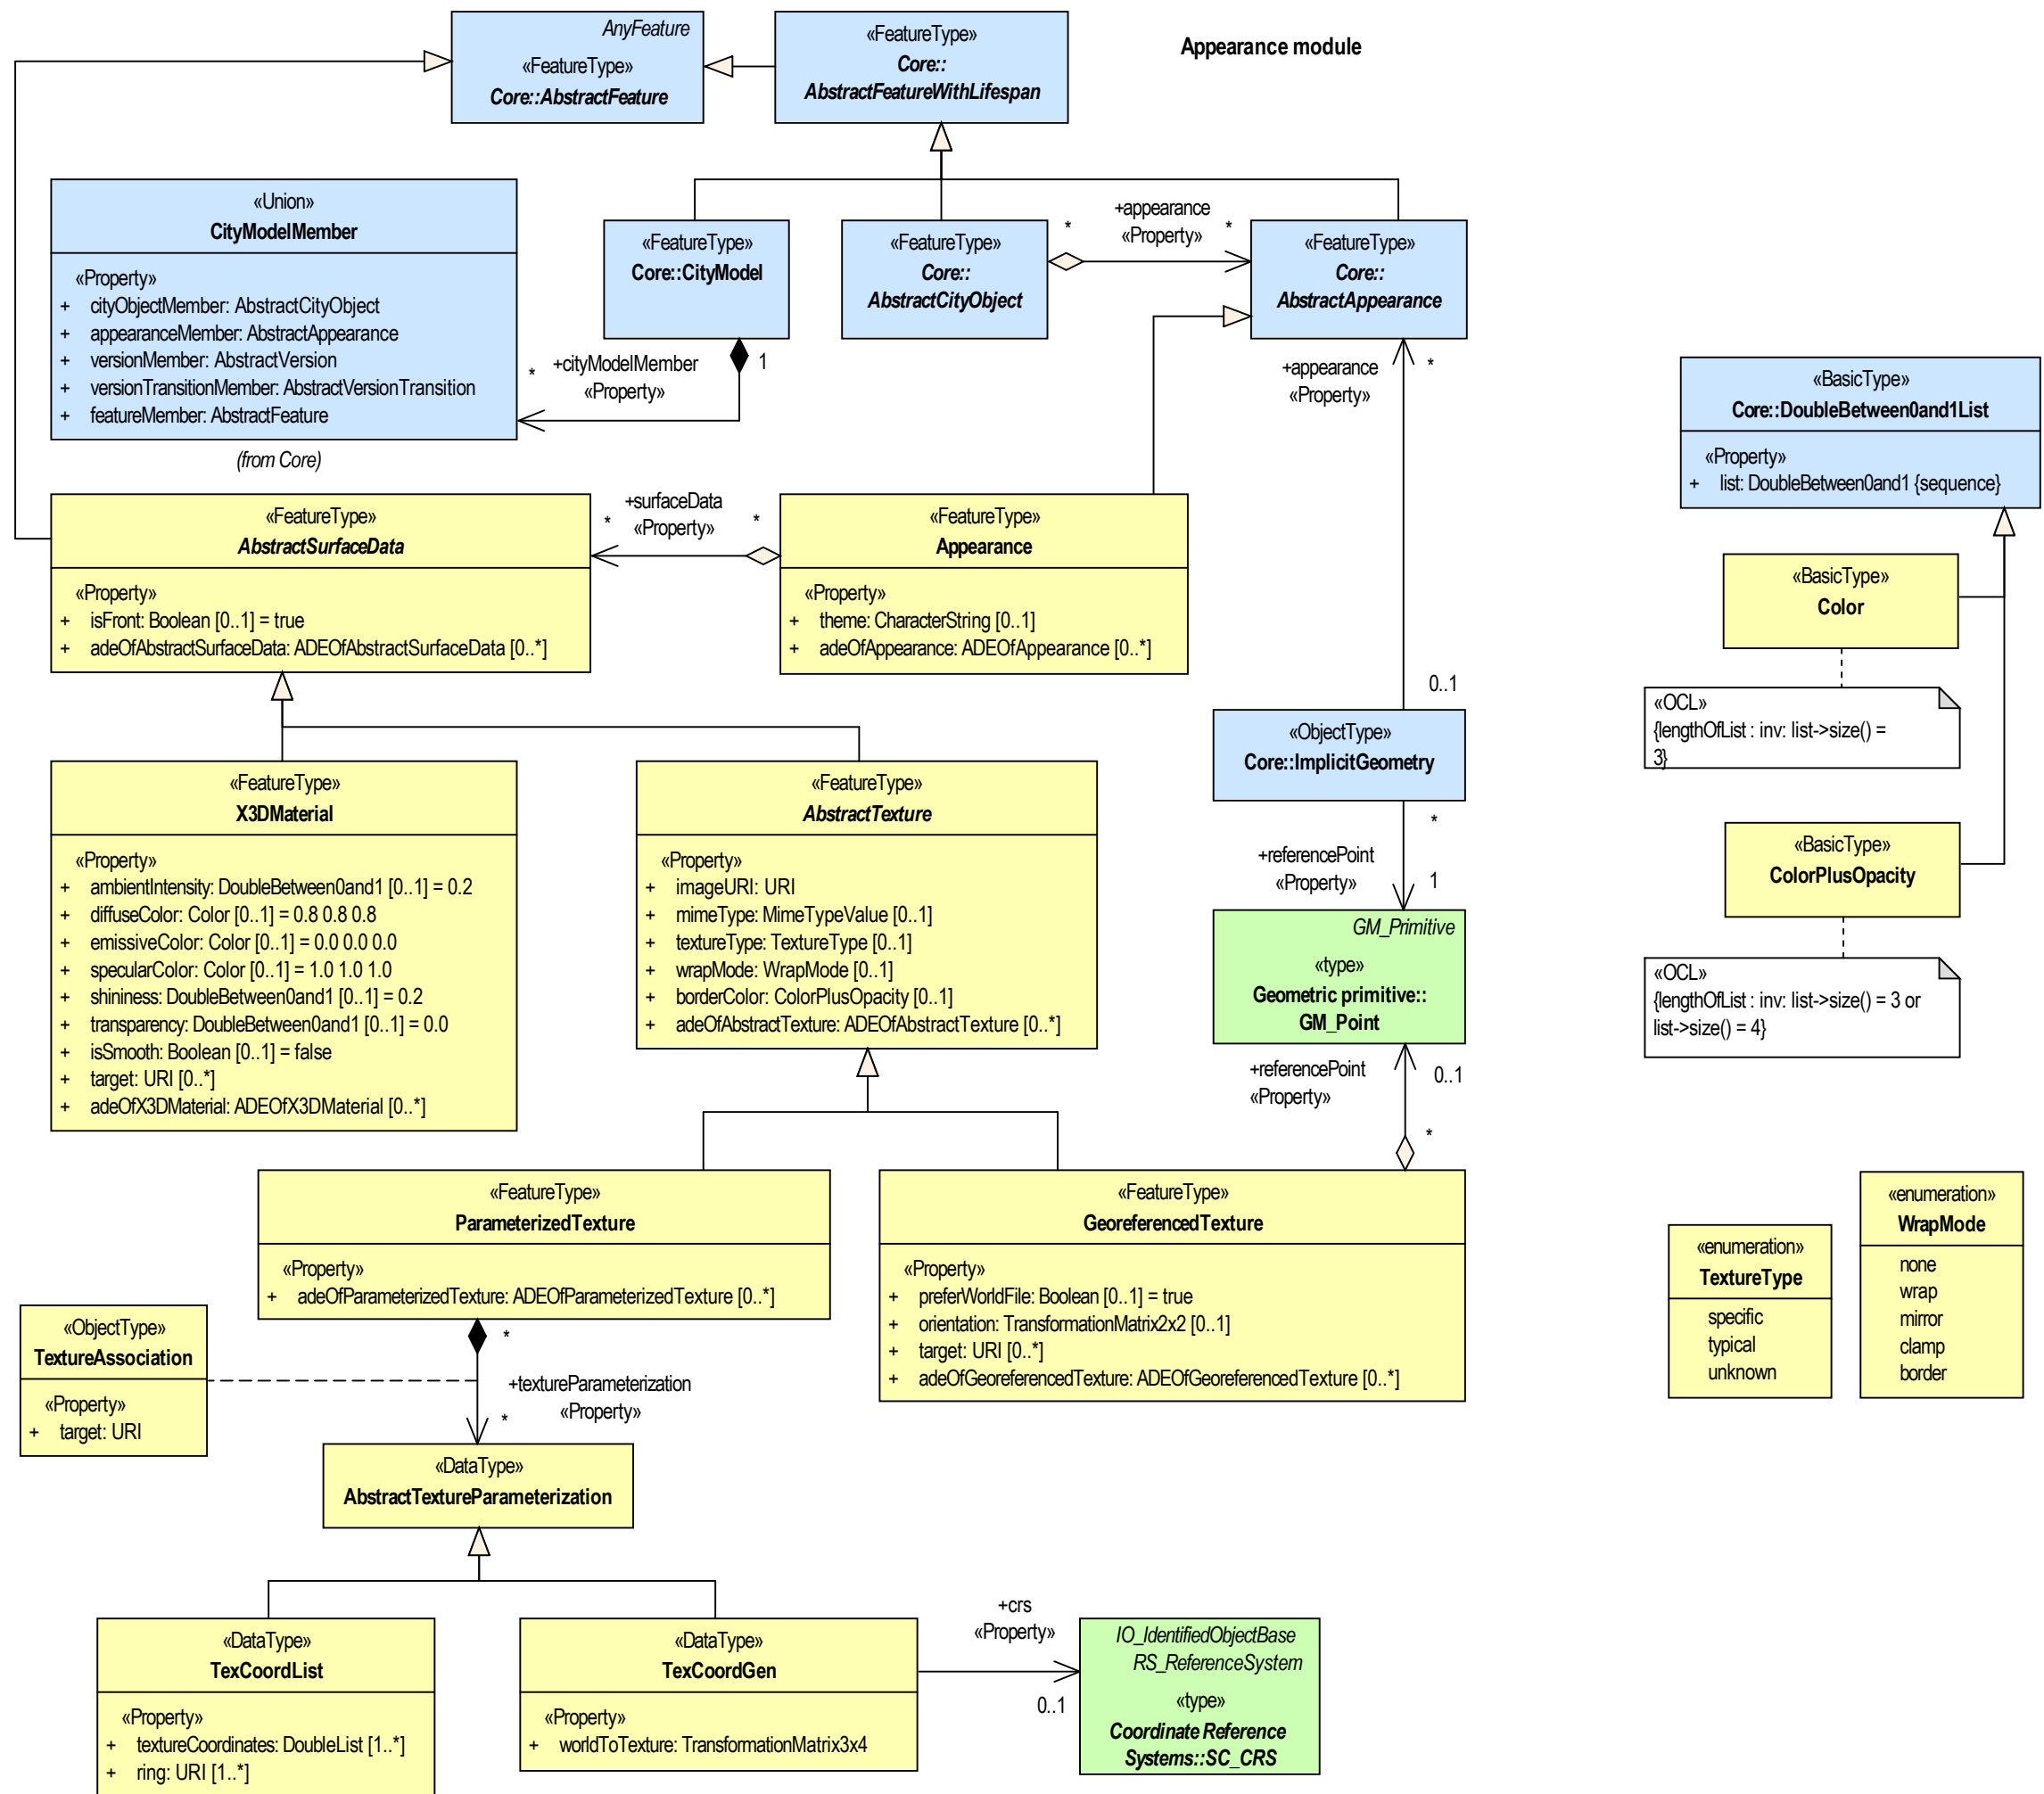 AnyFeature
«FeatureType»
Core::AbstractFeature
«FeatureType»
Core::
AbstractFeatureWithLifespan
Appearance module
«Union»
CityModelMember
«Property»
+ cityObjectMember: AbstractCityObject
+ appearanceMember: AbstractAppearance
+ versionMember: AbstractVersion
+ versionTransitionMember: AbstractVersionTransition
+ featureMember: AbstractFeature
(from Core)
«FeatureType»
Core::CityModel
1
+cityModelMember
«Property»
*
«FeatureType»
Core::
AbstractCityObject
*
+appearance
«Property»
*
«FeatureType»
Core::
AbstractAppearance
+appearance
«Property»
*
0..1
«BasicType»
Core::DoubleBetween0and1List
«Property»
+ list: DoubleBetween0and1 {sequence}
«FeatureType»
AbstractSurfaceData
«Property»
+ isFront: Boolean [0..1] = true
+ adeOfAbstractSurfaceData: ADEOfAbstractSurfaceData [0..*]
+surfaceData
*
«Property»
*
«FeatureType»
Appearance
«Property»
+ theme: CharacterString [0..1]
+ adeOfAppearance: ADEOfAppearance [0..*]
«BasicType»
Color
«OCL»
{lengthOfList : inv: list->size() =
3}
«FeatureType»
X3DMaterial
«Property»
+ ambientIntensity: DoubleBetween0and1 [0..1] = 0.2
+ diffuseColor: Color [0..1] = 0.8 0.8 0.8
+ emissiveColor: Color [0..1] = 0.0 0.0 0.0
+ specularColor: Color [0..1] = 1.0 1.0 1.0
+ shininess: DoubleBetween0and1 [0..1] = 0.2
+ transparency: DoubleBetween0and1 [0..1] = 0.0
+ isSmooth: Boolean [0..1] = false
+ target: URI [0..*]
+ adeOfX3DMaterial: ADEOfX3DMaterial [0..*]
«FeatureType»
AbstractTexture
«Property»
+ imageURI: URI
+ mimeType: MimeTypeValue [0..1]
+ textureType: TextureType [0..1]
+ wrapMode: WrapMode [0..1]
+ borderColor: ColorPlusOpacity [0..1]
+ adeOfAbstractTexture: ADEOfAbstractTexture [0..*]
«ObjectType»
Core::ImplicitGeometry
*
+referencePoint
«Property»
1
GM_Primitive
«type»
Geometric primitive::
GM_Point
+referencePoint
«Property»
0..1
*
«BasicType»
ColorPlusOpacity
«OCL»
{lengthOfList : inv: list->size() = 3 or
list->size() = 4}
«FeatureType»
ParameterizedTexture
«Property»
+ adeOfParameterizedTexture: ADEOfParameterizedTexture [0..*]
«FeatureType»
GeoreferencedTexture
«Property»
+ preferWorldFile: Boolean [0..1] = true
+ orientation: TransformationMatrix2x2 [0..1]
+ target: URI [0..*]
+ adeOfGeoreferencedTexture: ADEOfGeoreferencedTexture [0..*]
«enumeration»
TextureType
specific
typical
unknown
«enumeration»
WrapMode
none
wrap
mirror
clamp
border
«ObjectType»
TextureAssociation
«Property»
+ target: URI
*
+textureParameterization
«Property»
*
«DataType»
AbstractTextureParameterization
«DataType»
TexCoordList
«Property»
+ textureCoordinates: DoubleList [1..*]
+ ring: URI [1..*]
«DataType»
TexCoordGen
«Property»
+ worldToTexture: TransformationMatrix3x4
+crs
«Property»
0..1
IO_IdentifiedObjectBase
RS_ReferenceSystem
«type»
Coordinate Reference
Systems::SC_CRS